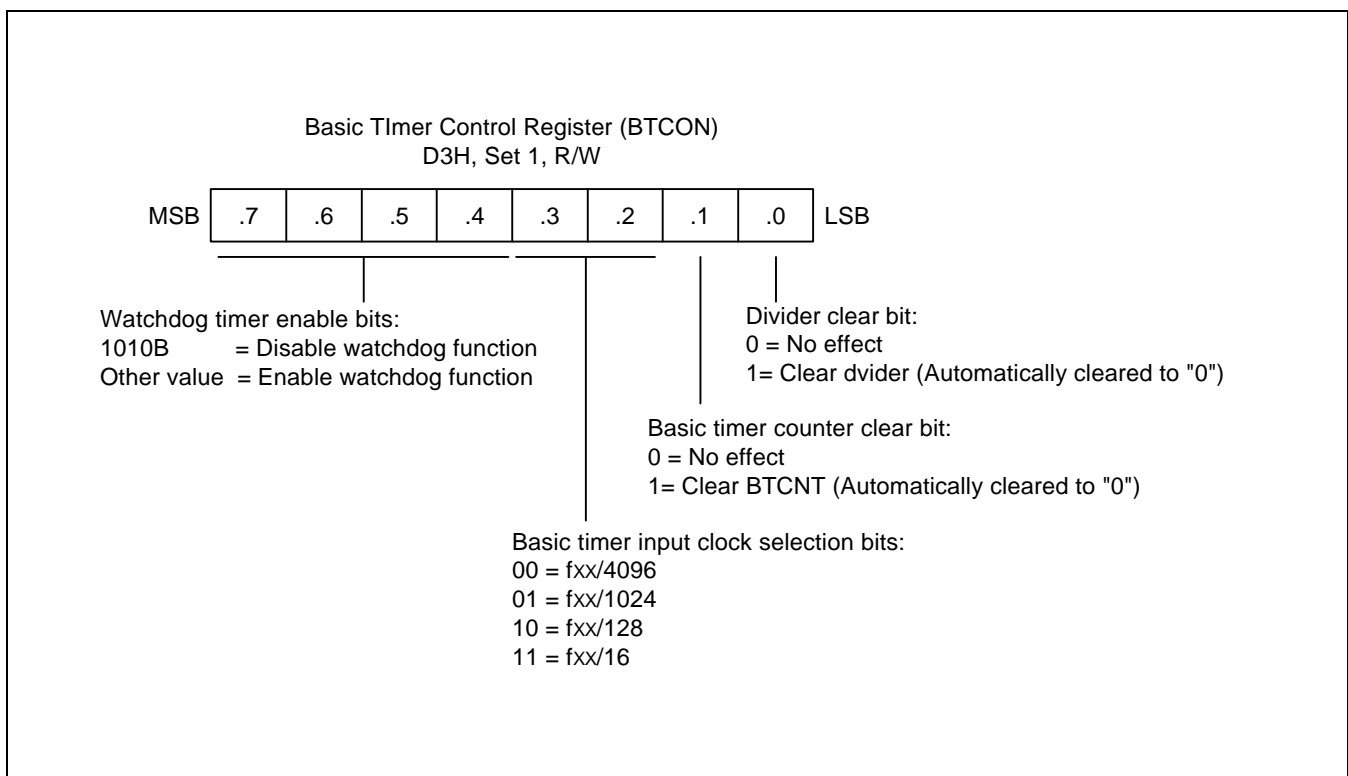 Basic TImer Control Register (BTCON)
D3H, Set 1, R/W
MSB .7 .6 .5 .4 .3 .2 .1 .0 LSB
Watchdog timer enable bits:
1010B = Disable watchdog function
Other value = Enable watchdog function
Divider clear bit:
0 = No effect
1= Clear dvider (Automatically cleared to "0")
Basic timer counter clear bit:
0 = No effect
1= Clear BTCNT (Automatically cleared to "0")
Basic timer input clock selection bits:
00 = fxx/4096
01 = fxx/1024
10 = fxx/128
11 = fxx/16